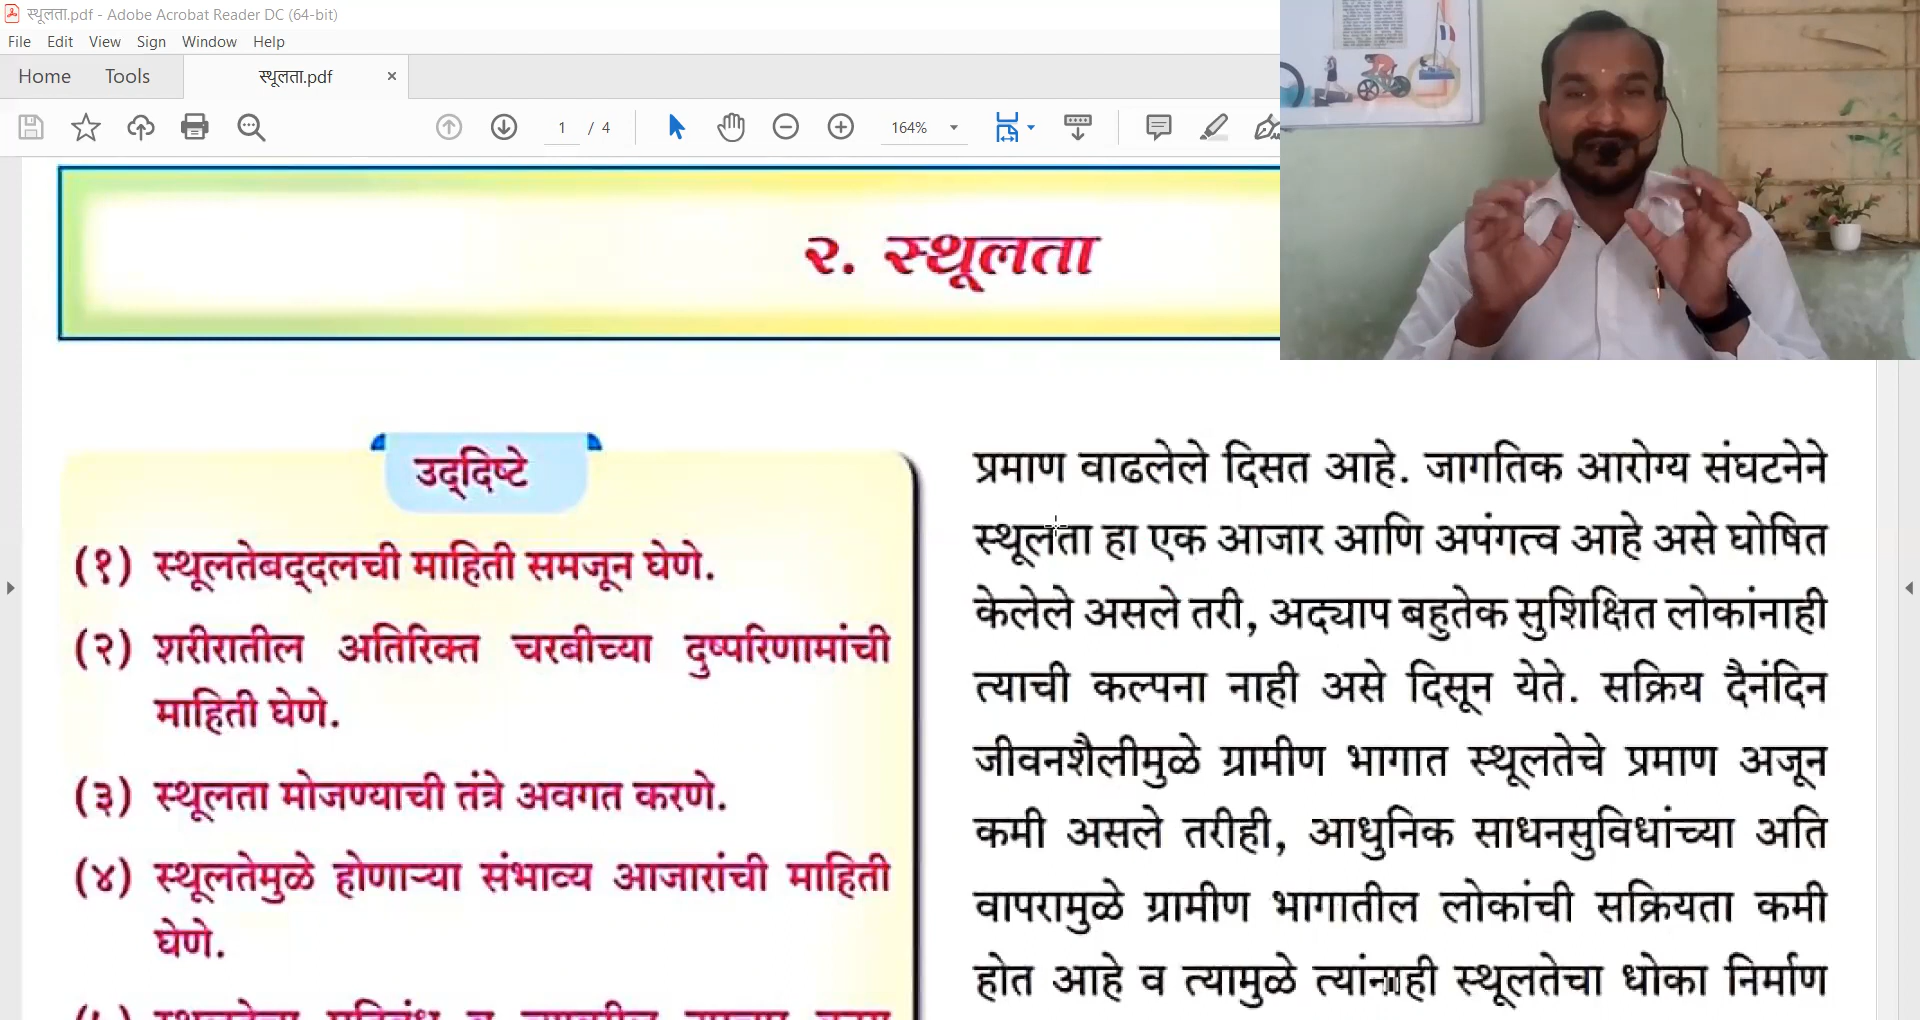 स्थूलता.pdf - Adobe Acrobat Reader DC (64-bit)
File Edit View Sign Window Help
Home Tools स्थूलता.pdf ×
1 / 4 164%
२. स्थूलता
उद्‌दिष्टे
(१) स्थूलतेबद्‌दलची माहिती समजून घेणे.
(२) शरीरातील अतिरिक्त चरबीच्या दुष्परिणामांची
माहिती घेणे.
(३) स्थूलता मोजण्याची तंत्रे अवगत करणे.
(४) स्थूलतेमुळे होणाऱ्या संभाव्य आजारांची माहिती
घेणे.
प्रमाण वाढलेले दिसत आहे. जागतिक आरोग्य संघटनेने
स्थूलता हा एक आजार आणि अपंगत्व आहे असे घोषित
केलेले असले तरी, अद्याप बहुतेक सुशिक्षित लोकांनाही
त्याची कल्पना नाही असे दिसून येते. सक्रिय दैनंदिन
जीवनशैलीमुळे ग्रामीण भागात स्थूलतेचे प्रमाण अजून
कमी असले तरीही, आधुनिक साधनसुविधांच्या अति
वापरामुळे ग्रामीण भागातील लोकांची सक्रियता कमी
होत आहे व त्यामुळे त्यांनाही स्थूलतेचा धोका निर्माण